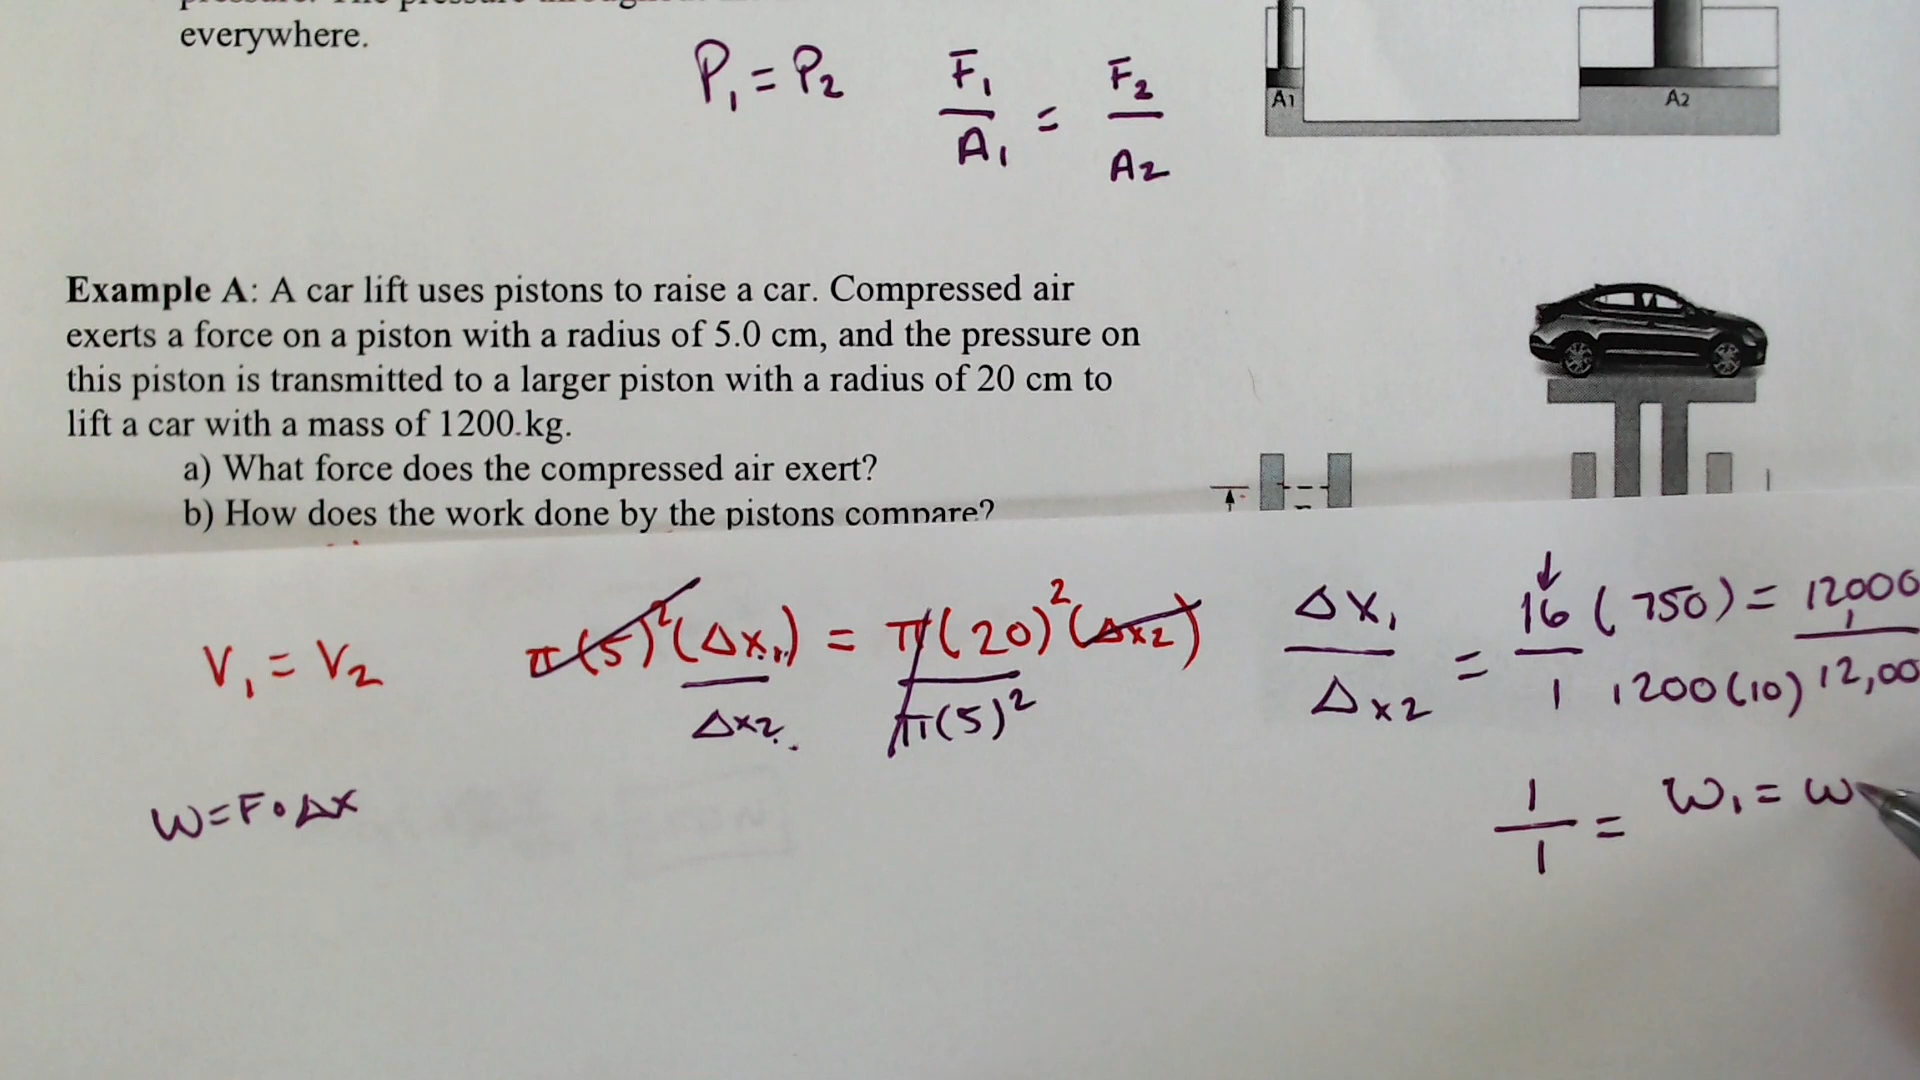 everywhere.
P₁ = P₂
F₁/A₁ = F₂/A₂
A1
A2
Example A: A car lift uses pistons to raise a car. Compressed air
exerts a force on a piston with a radius of 5.0 cm, and the pressure on
this piston is transmitted to a larger piston with a radius of 20 cm to
lift a car with a mass of 1200.kg.
a) What force does the compressed air exert?
b) How does the work done by the pistons compare?
V₁ = V₂
π(5)²(Δx₁)/Δx₂ = π(20)²(Δx2)/π(5)²
Δx₁/Δx2 = 16/1
(750) = 12000
1200(10) 12,00
W=F•Δx
1/1 = W₁ = W